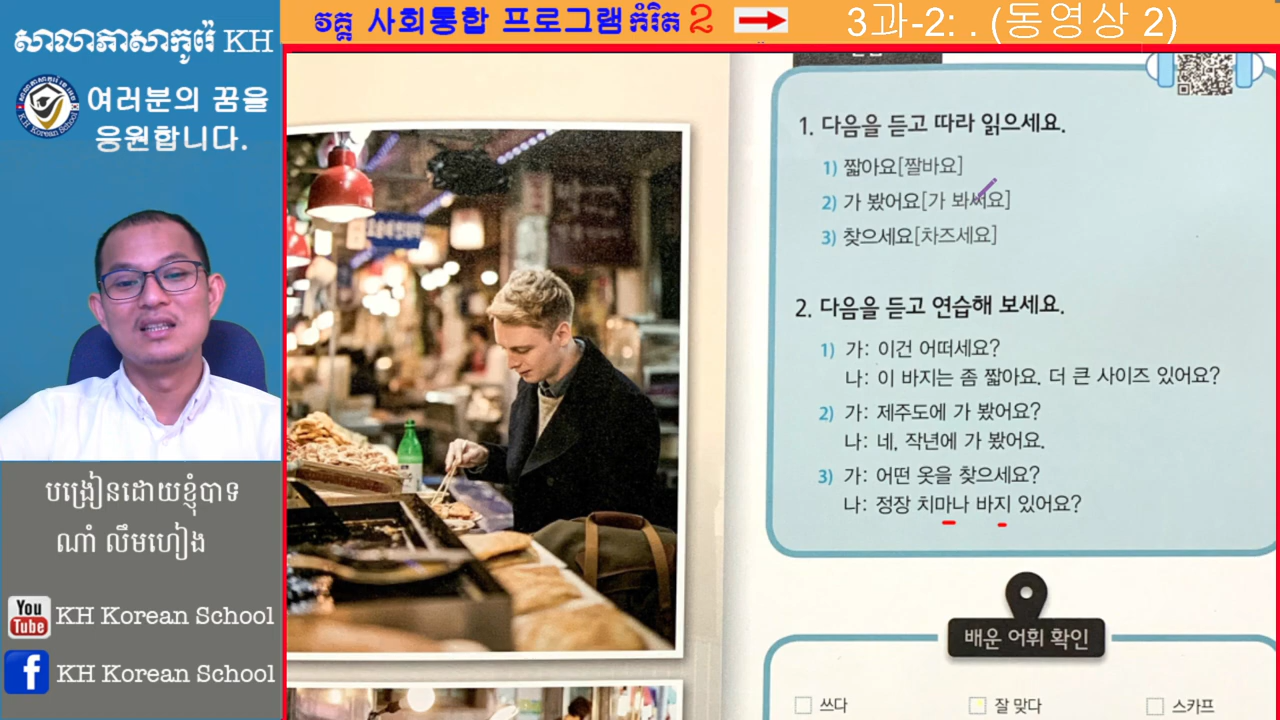 សាលាភាសាកូរ៉េ KH
여러분의 꿈을
응원합니다.
បង្រៀនដោយខ្ញុំបាទ
ណាំ លឹមហៀង
You Tube KH Korean School
KH Korean School
វគ្គ 사회통합 프로그램 កំរិត 2
3과-2: . (동영상 2)
1. 다음을 듣고 따라 읽으세요.
1) 짧아요[짤바요]
2) 가 봤어요[가 봐써요]
3) 찾으세요[차즈세요]
2. 다음을 듣고 연습해 보세요.
1) 가: 이건 어떠세요?
나: 이 바지는 좀 짧아요. 더 큰 사이즈 있어요?
2) 가: 제주도에 가 봤어요?
나: 네, 작년에 가 봤어요.
3) 가: 어떤 옷을 찾으세요?
나: 정장 치마나 바지 있어요?
배운 어휘 확인
쓰다
잘 맞다
스카프